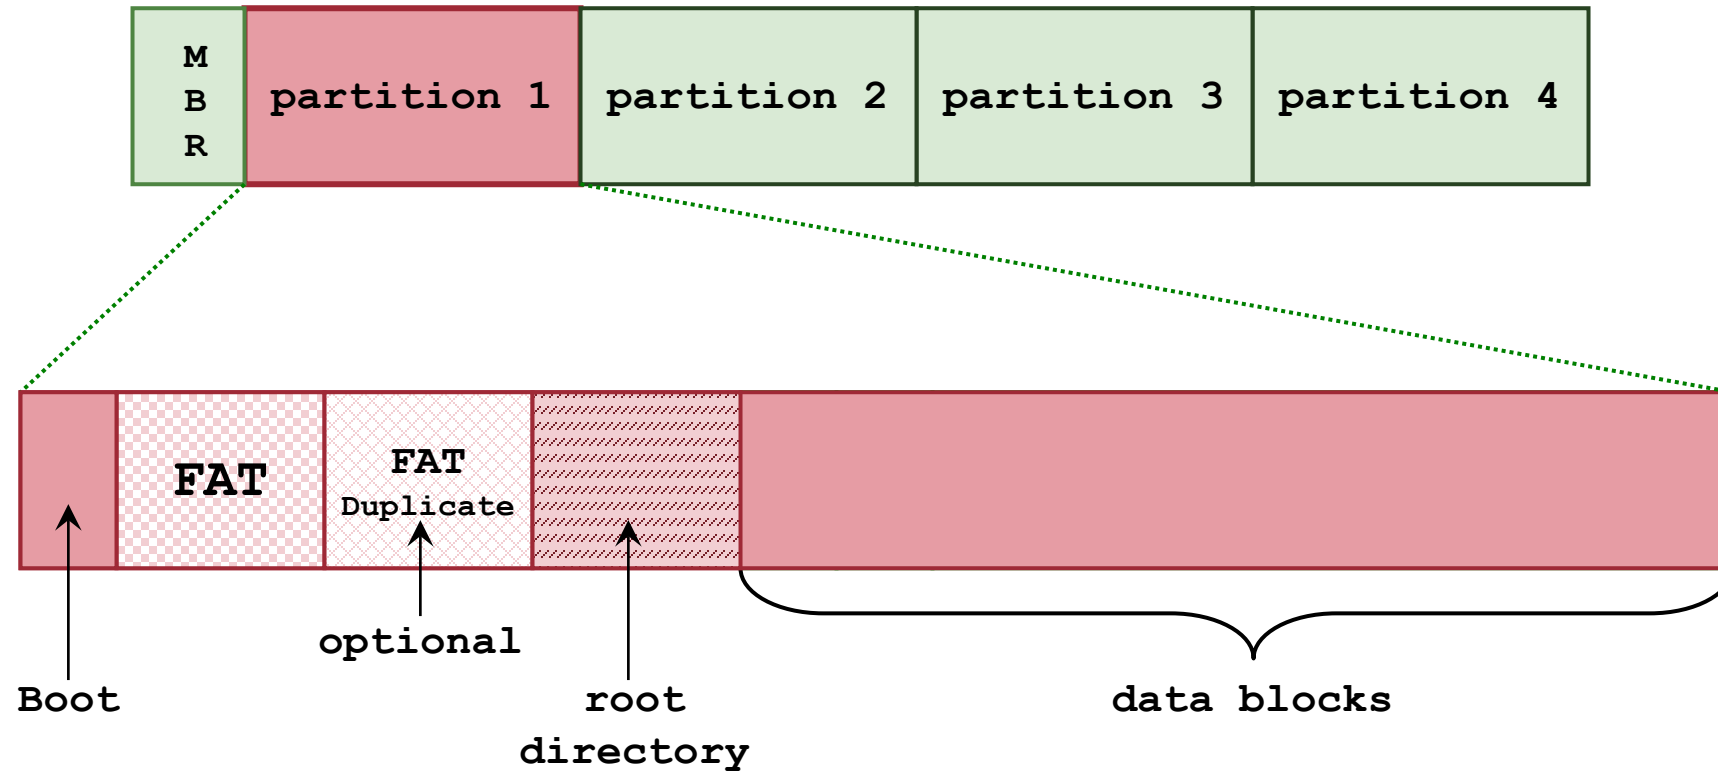 M
B
R
partition 1
partition 2
partition 3
partition 4
FAT
FAT
Duplicate
optional
Boot
root
directory
data blocks